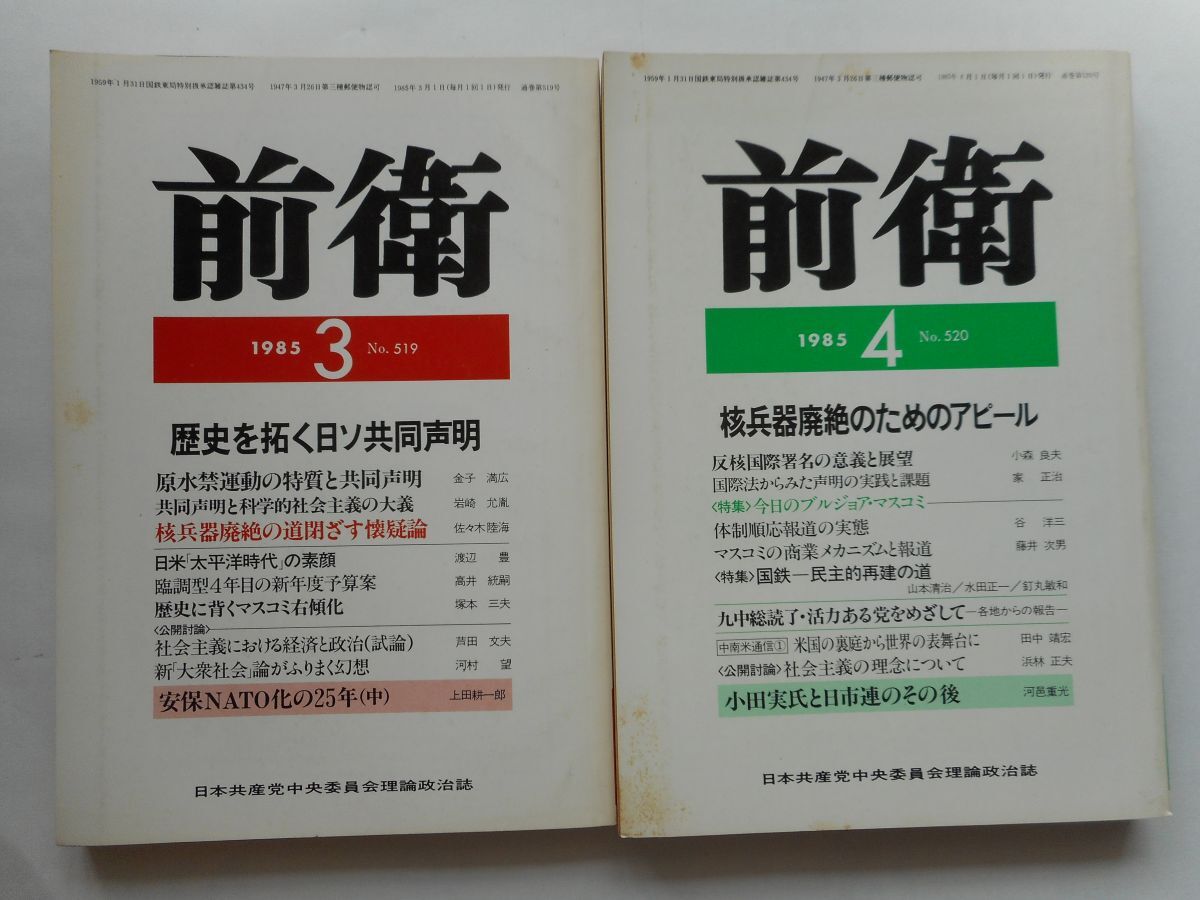 1959年1月31日国鉄東局特別扱承認雑誌第434号 1947年3月26日第三種郵便物認可 1985年3月1日(毎月1回1日)発行 通巻第519号
前衛
1985 3 No. 519
歴史を拓く日ソ共同声明
原水禁運動の特質と共同声明 金子 満広
共同声明と科学的社会主義の大義 岩崎 允胤
核兵器廃絶の道閉ざす懐疑論 佐々木陸海
日米「太平洋時代」の素顔 渡辺 豊
臨調型4年目の新年度予算案 高井 統嗣
歴史に背くマスコミ右傾化 塚本 三夫
〈公開討論〉
社会主義における経済と政治(試論) 芦田 文夫
新「大衆社会」論がふりまく幻想 河村 望
安保NATO化の25年(中) 上田耕一郎
日本共産党中央委員会理論政治誌
1959年1月31日国鉄東局特別扱承認雑誌第434号 1947年3月26日第三種郵便物認可 1985年4月1日(毎月1回1日)発行 通巻第520号
前衛
1985 4 No. 520
核兵器廃絶のためのアピール
反核国際署名の意義と展望 小森 良夫
国際法からみた声明の実践と課題 家 正治
〈特集〉今日のブルジョア・マスコミ
体制順応報道の実態 谷 洋三
マスコミの商業メカニズムと報道 藤井 次男
〈特集〉国鉄―民主的再建の道
山本清治/水田正一/釘丸敏和
九中総読了・活力ある党をめざして―各地からの報告―
中南米通信① 米国の裏庭から世界の表舞台に 田中 靖宏
〈公開討論〉社会主義の理念について 浜林 正夫
小田実氏と日市連のその後 河邑重光
日本共産党中央委員会理論政治誌